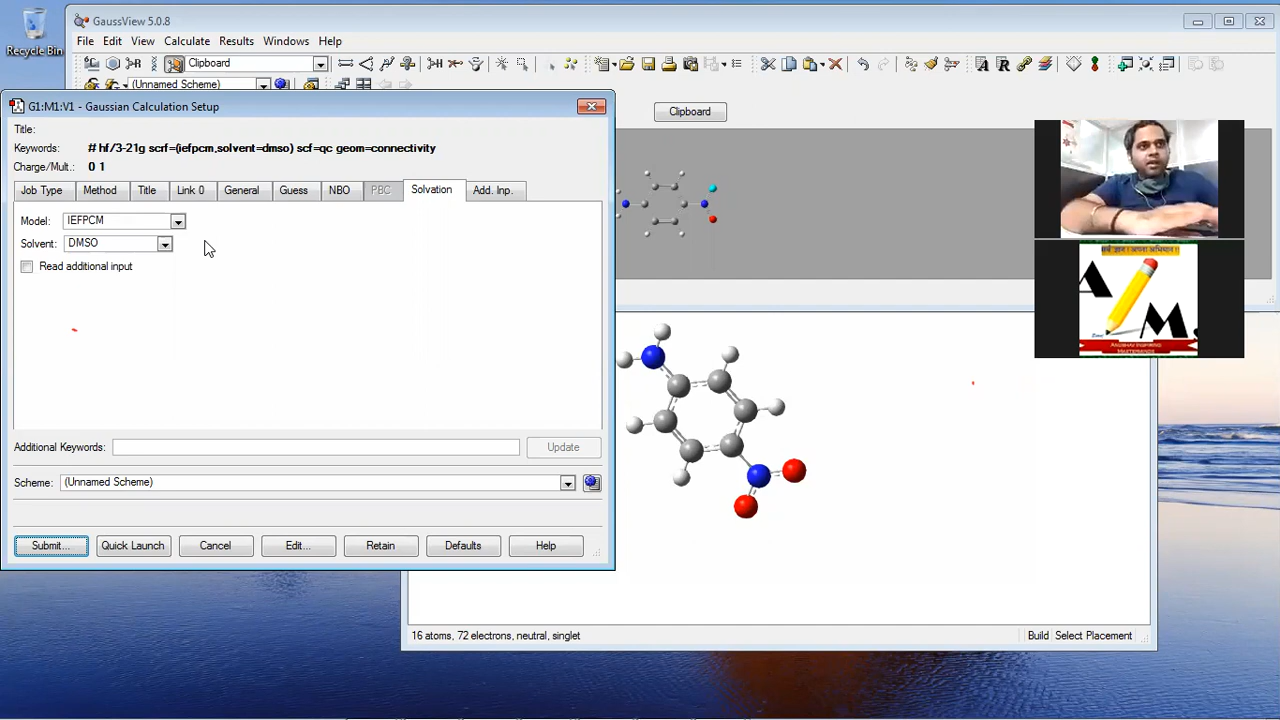 GaussView 5.0.8
File Edit View Calculate Results Windows Help
Recycle Bin
Clipboard
(Unnamed Scheme)
G1:M1:V1 - Gaussian Calculation Setup
Clipboard
Title:
Keywords: # hf/3-21g scrf=(iefpcm,solvent=dmso) scf=qc geom=connectivity
Charge/Mult.: 0 1
Job Type Method Title Link 0 General Guess NBO PBC Solvation Add. Inp.
Model: IEFPCM
Solvent: DMSO
Read additional input
Additional Keywords: Update
Scheme: (Unnamed Scheme)
Submit... Quick Launch Cancel Edit... Retain Defaults Help
16 atoms, 72 electrons, neutral, singlet
Build Select Placement
सर्व ज्ञान । अपना अभिमान ।
A
M